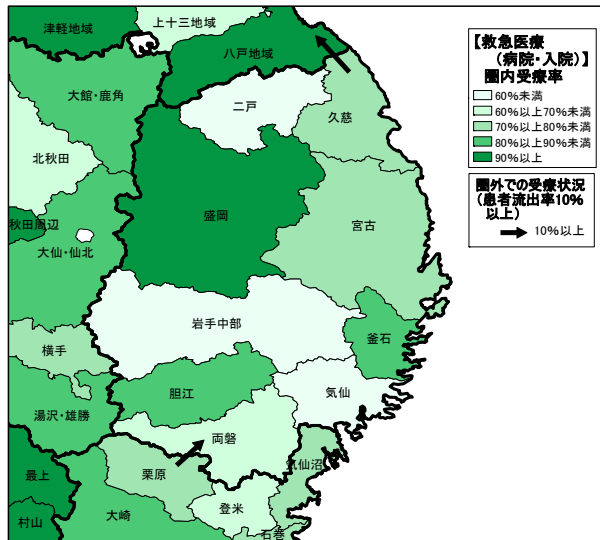 津軽地域
上十三地域
八戸地域
大館・鹿角
二戸
久慈
北秋田
盛岡
宮古
秋田周辺
大仙・仙北
岩手中部
釜石
横手
胆江
気仙
湯沢・雄勝
両磐
気仙沼
最上
栗原
登米
村山
大崎
石巻
【救急医療
（病院・入院）】
圏内受療率
60%未満
60%以上70%未満
70%以上80%未満
80%以上90%未満
90%以上
圏外での受療状況
（患者流出率10%
以上）
10%以上